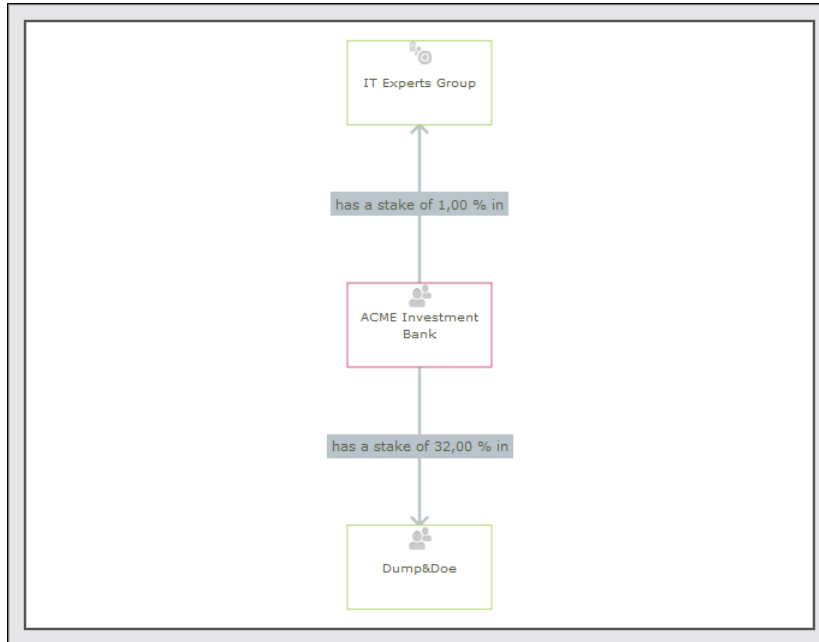 IT Experts Group
has a stake of 1,00 % in
ACME Investment
Bank
has a stake of 32,00 % in
Dump&Doe